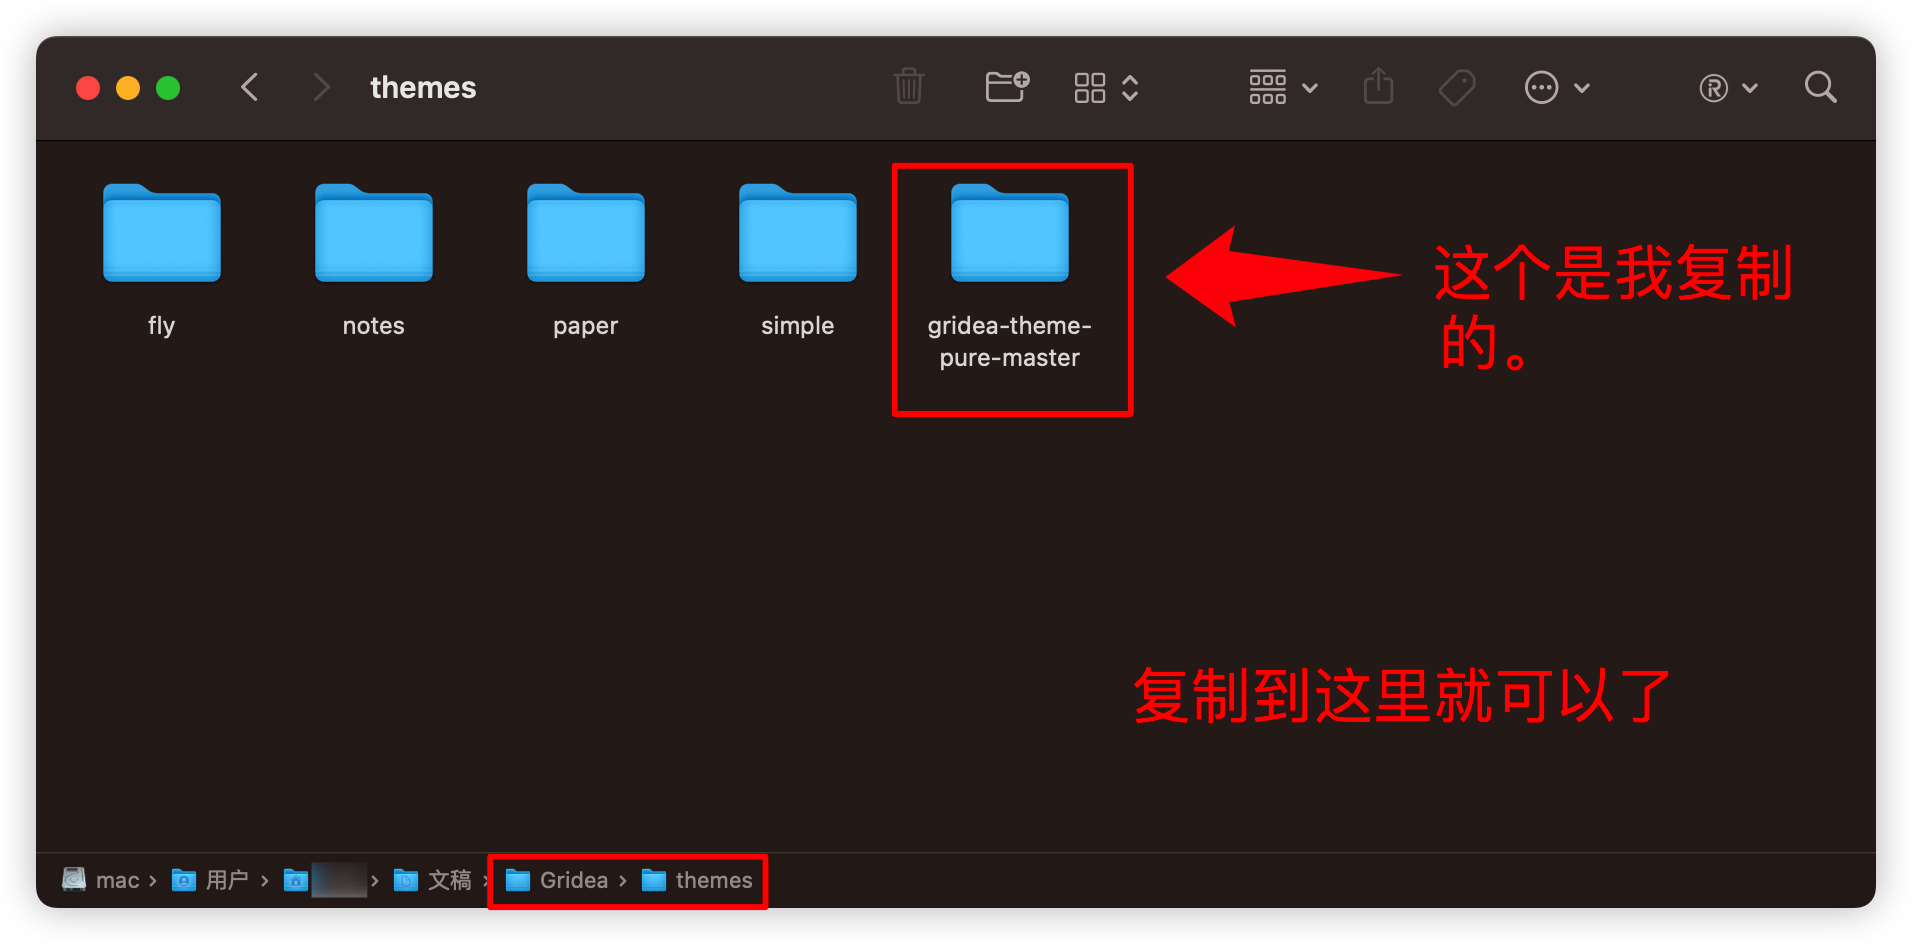 themes
fly
notes
paper
simple
gridea-theme-
pure-master
这个是我复制
的。
复制到这里就可以了
mac › 用户 › › 文稿 › Gridea › themes